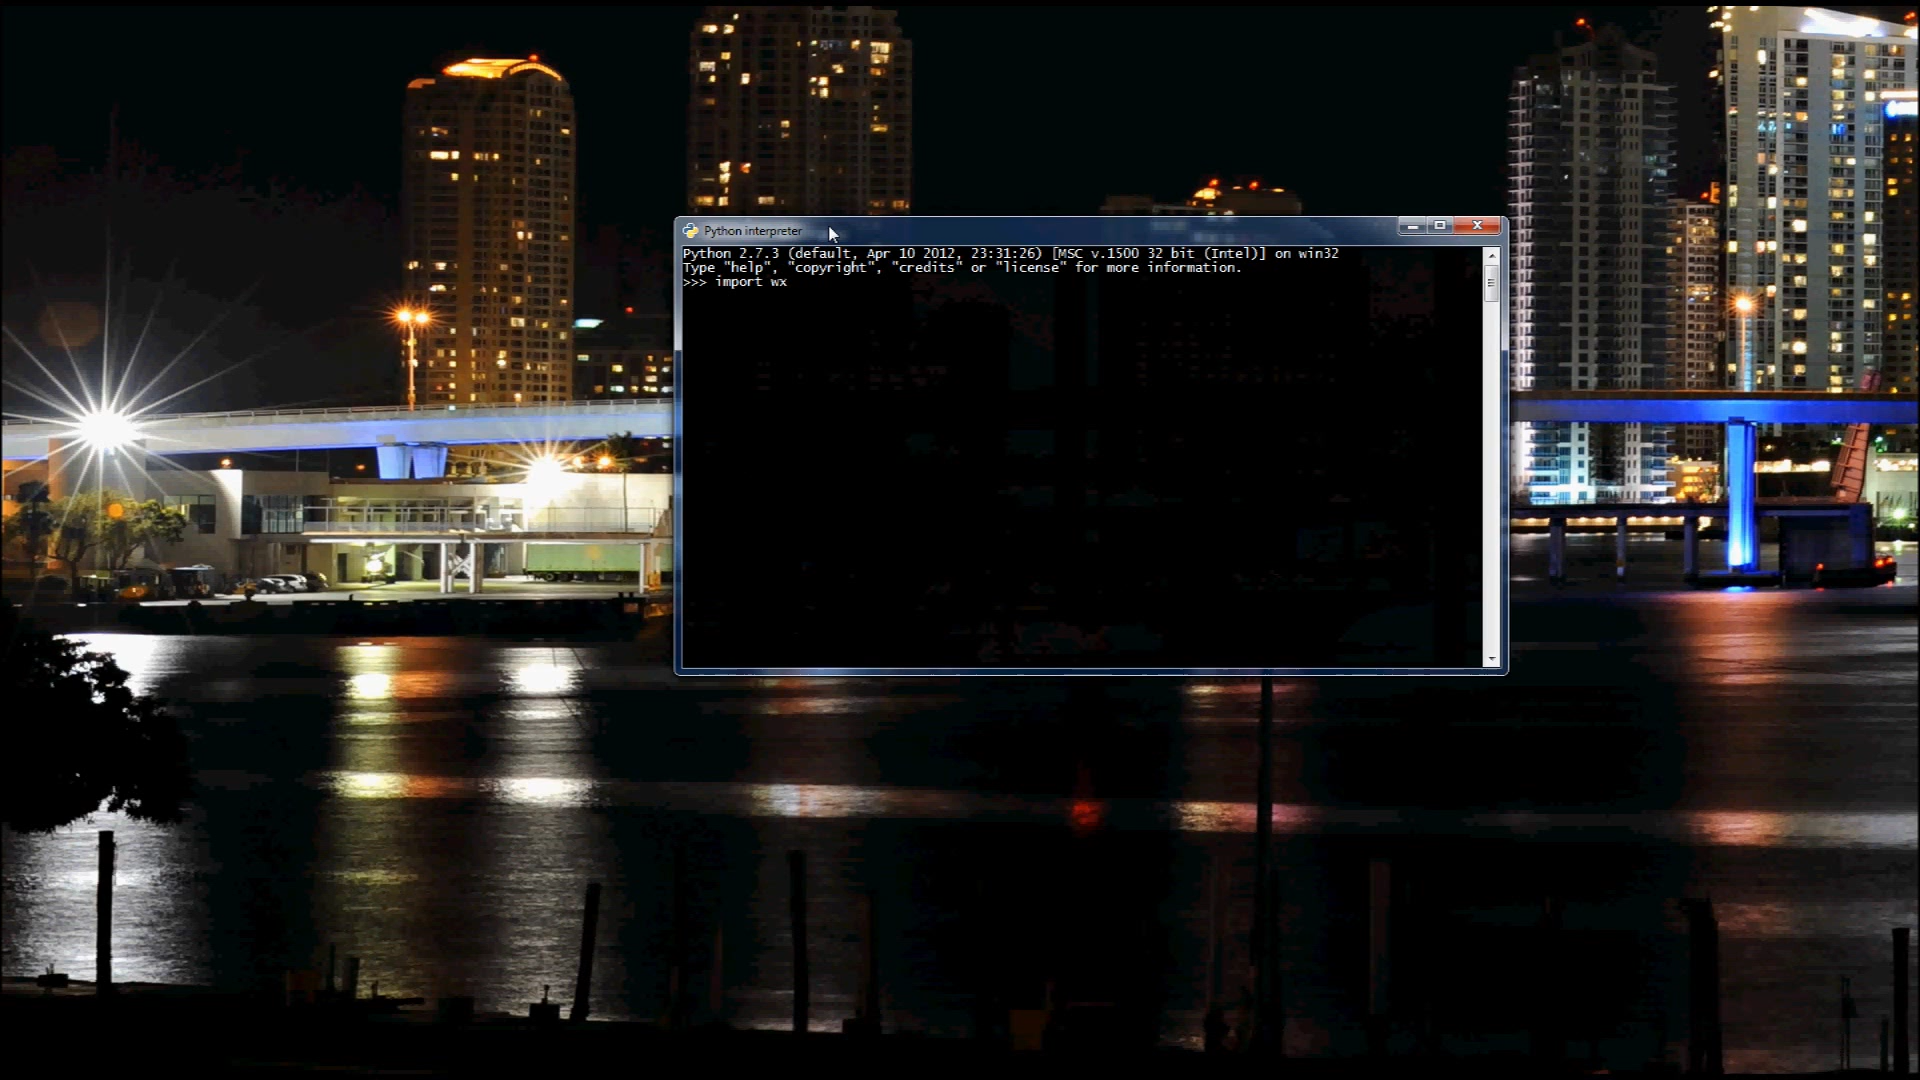 Python interpreter
Python 2.7.3 (default, Apr 10 2012, 23:31:26) [MSC v.1500 32 bit (Intel)] on win32
Type "help", "copyright", "credits" or "license" for more information.
>>> import wx